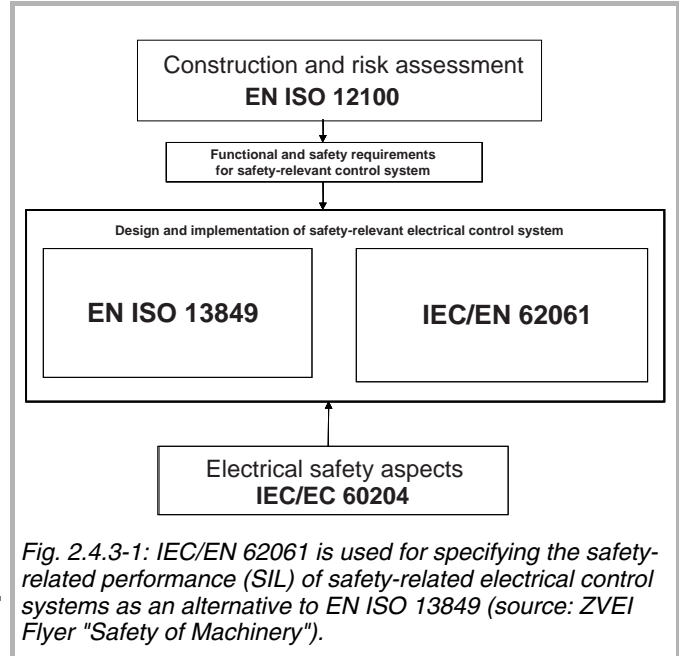 Construction and risk assessment
EN ISO 12100
Functional and safety requirements
for safety-relevant control system
Design and implementation of safety-relevant electrical control system
EN ISO 13849
IEC/EN 62061
Electrical safety aspects
IEC/EC 60204
Fig. 2.4.3-1: IEC/EN 62061 is used for specifying the safety-
related performance (SIL) of safety-related electrical control
systems as an alternative to EN ISO 13849 (source: ZVEI
Flyer "Safety of Machinery").